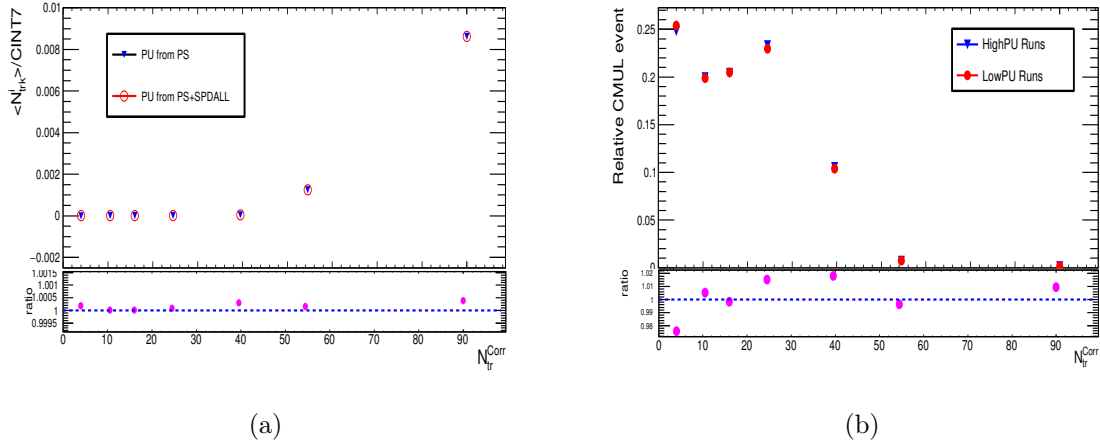 <N^i_trk>/CINT7
0.01
0.008
0.006
0.004
0.002
0
−0.002
PU from PS
PU from PS+SPDALL
ratio
1.0015
1.001
1.0005
1
0.9995
0 10 20 30 40 50 60 70 80 90
N_tr^Corr
(a)
Relative CMUL event
0.25
0.2
0.15
0.1
0.05
0
HighPU Runs
LowPU Runs
ratio
1.02
1.01
1
0.99
0.98
0 10 20 30 40 50 60 70 80 90
N_tr^Corr
(b)